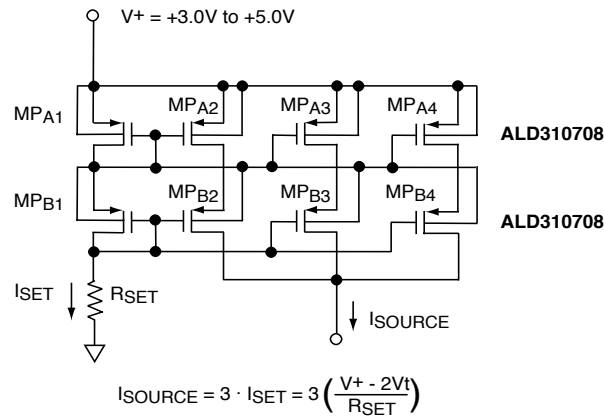 V+ = +3.0V to +5.0V
MPA1 MPA2 MPA3 MPA4
ALD310708
MPB1 MPB2 MPB3 MPB4
ALD310708
ISET RSET
ISOURCE
ISOURCE = 3 · ISET = 3 ( V+ - 2Vt / RSET )